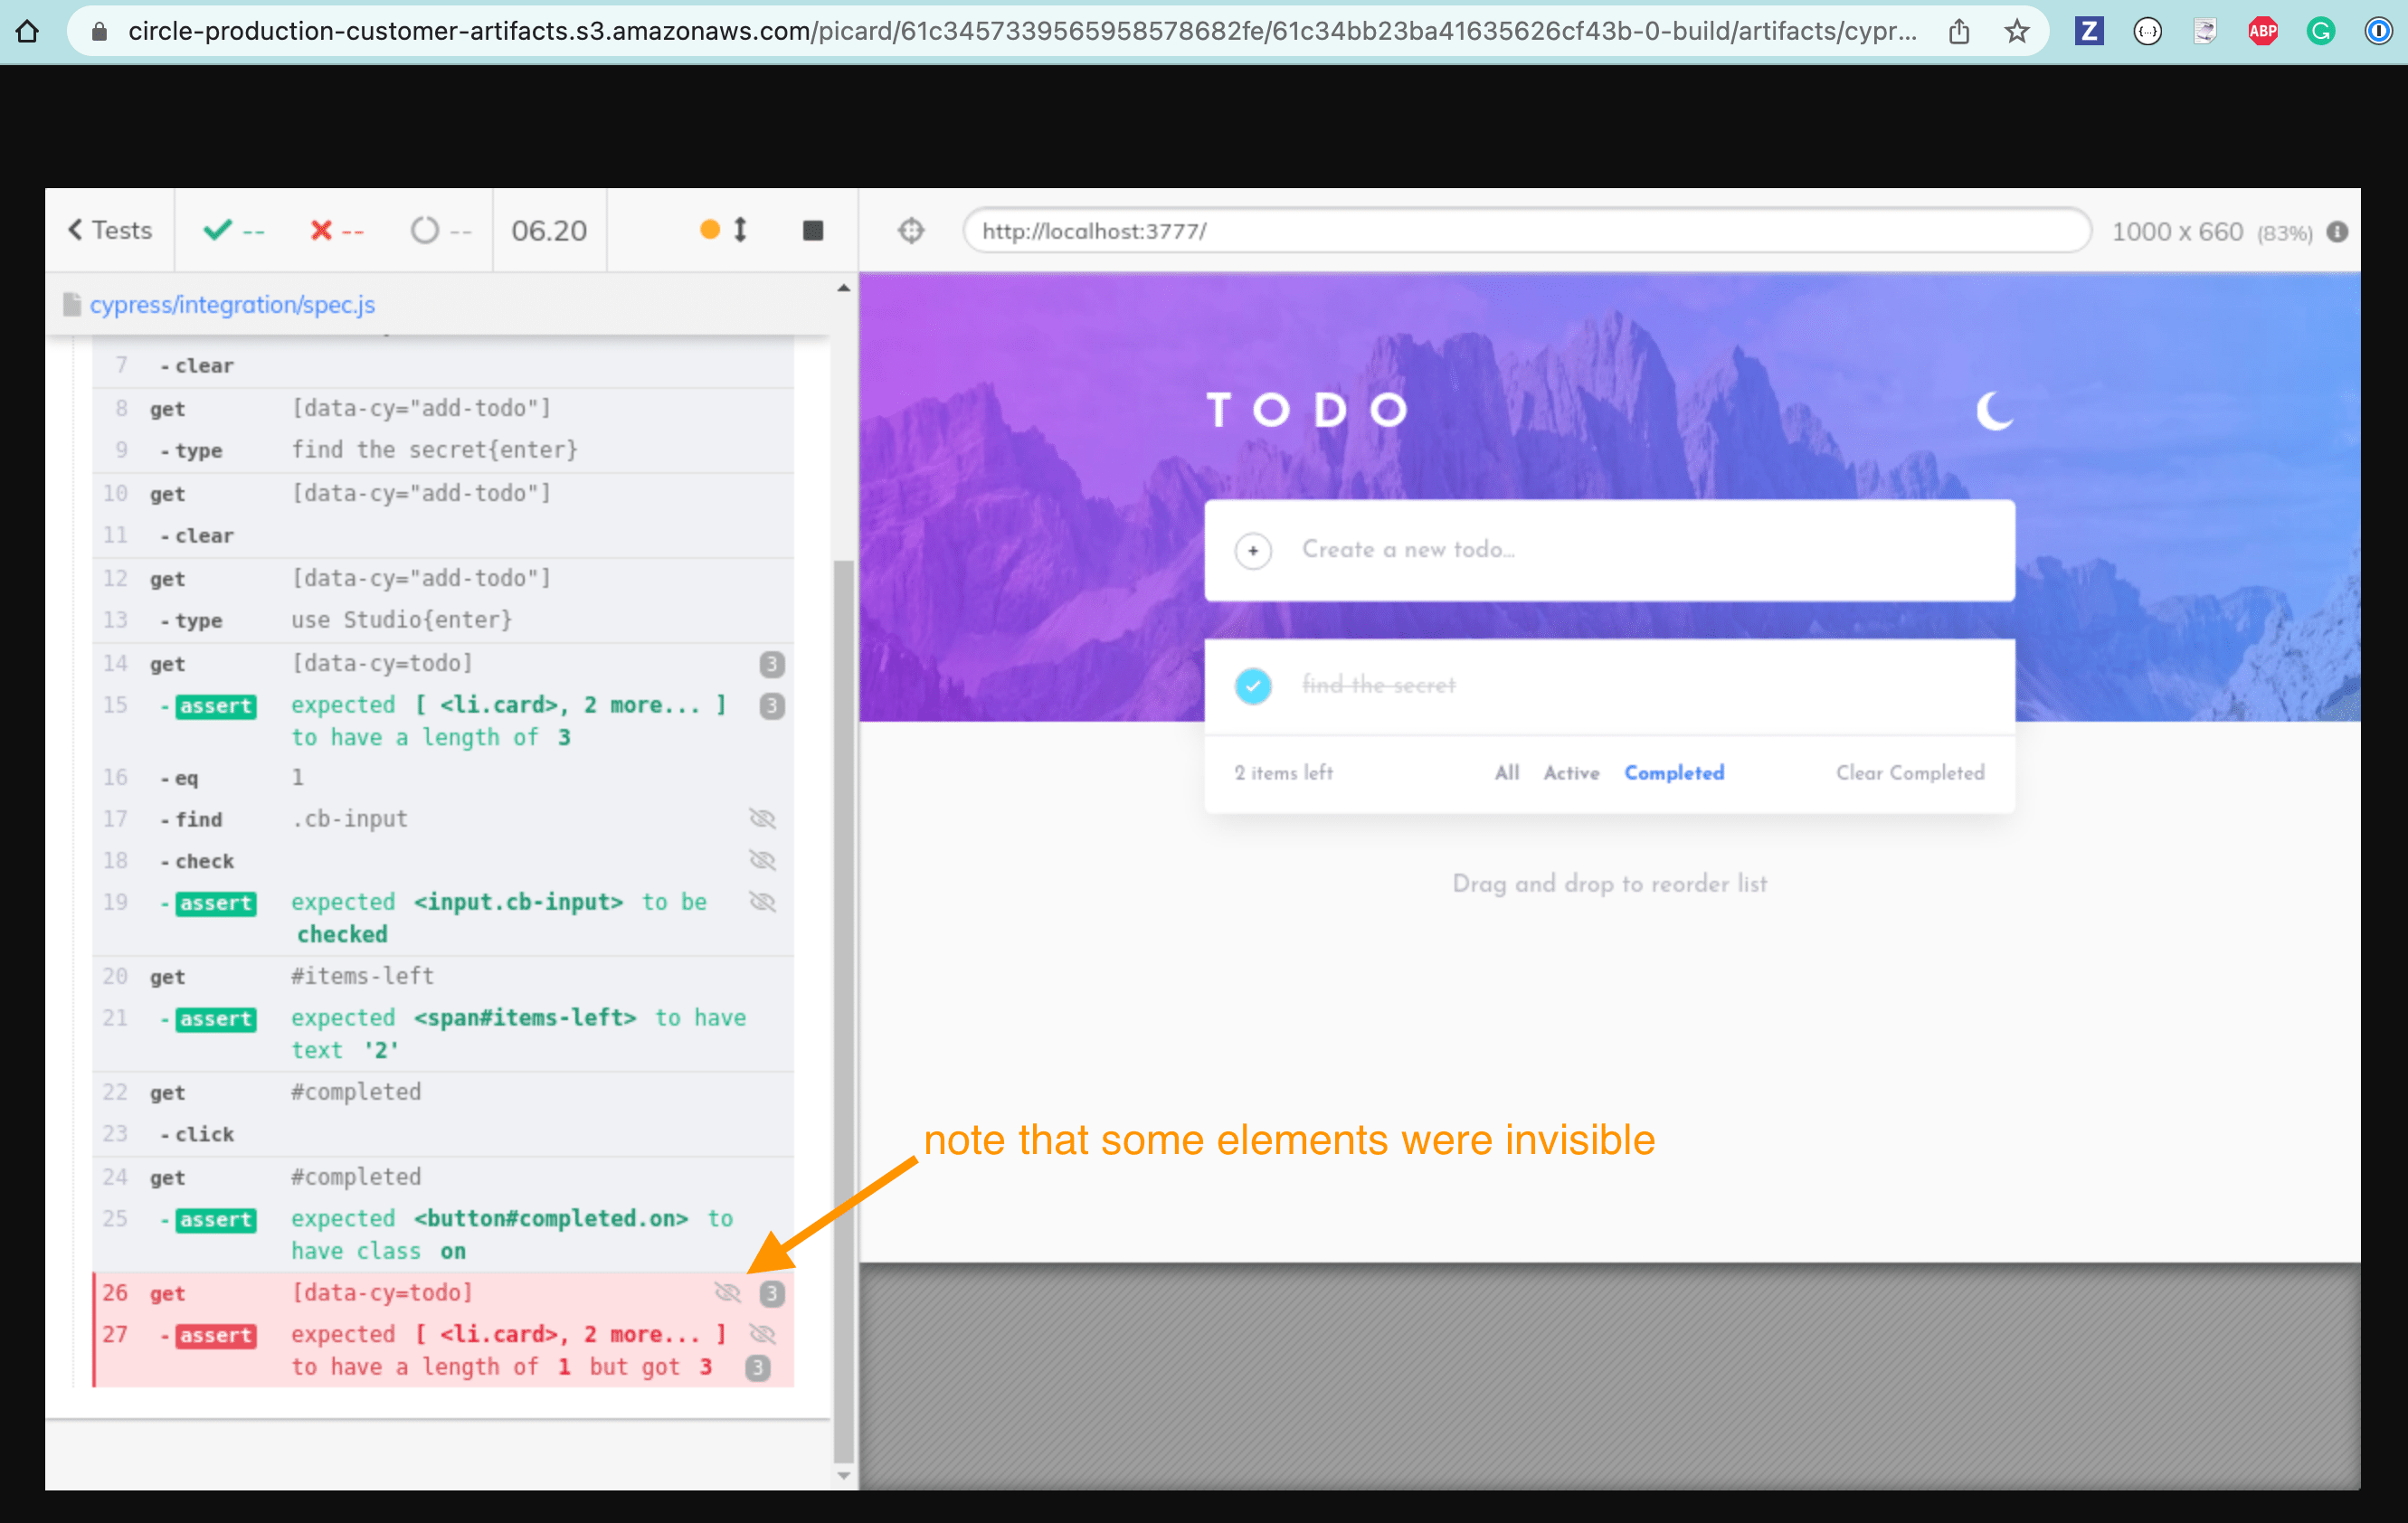 circle-production-customer-artifacts.s3.amazonaws.com/picard/61c3457339565958578682fe/61c34bb23ba41635626cf43b-0-build/artifacts/cypr...
Z
{...}
ABP
G
Tests
--
--
--
06.20
http://localhost:3777/
1000 x 660 (83%)
i
cypress/integration/spec.js
7 - clear
8 get [data-cy="add-todo"]
9 - type find the secret{enter}
10 get [data-cy="add-todo"]
11 - clear
12 get [data-cy="add-todo"]
13 - type use Studio{enter}
14 get [data-cy=todo] 3
15 - assert expected [ <li.card>, 2 more... ] 3
to have a length of 3
16 - eq 1
17 - find .cb-input
18 - check
19 - assert expected <input.cb-input> to be
checked
20 get #items-left
21 - assert expected <span#items-left> to have
text '2'
22 get #completed
23 - click
24 get #completed
25 - assert expected <button#completed.on> to
have class on
26 get [data-cy=todo] 3
27 - assert expected [ <li.card>, 2 more... ]
to have a length of 1 but got 3 3
TODO
+ Create a new todo...
find the secret
2 items left All Active Completed Clear Completed
Drag and drop to reorder list
note that some elements were invisible